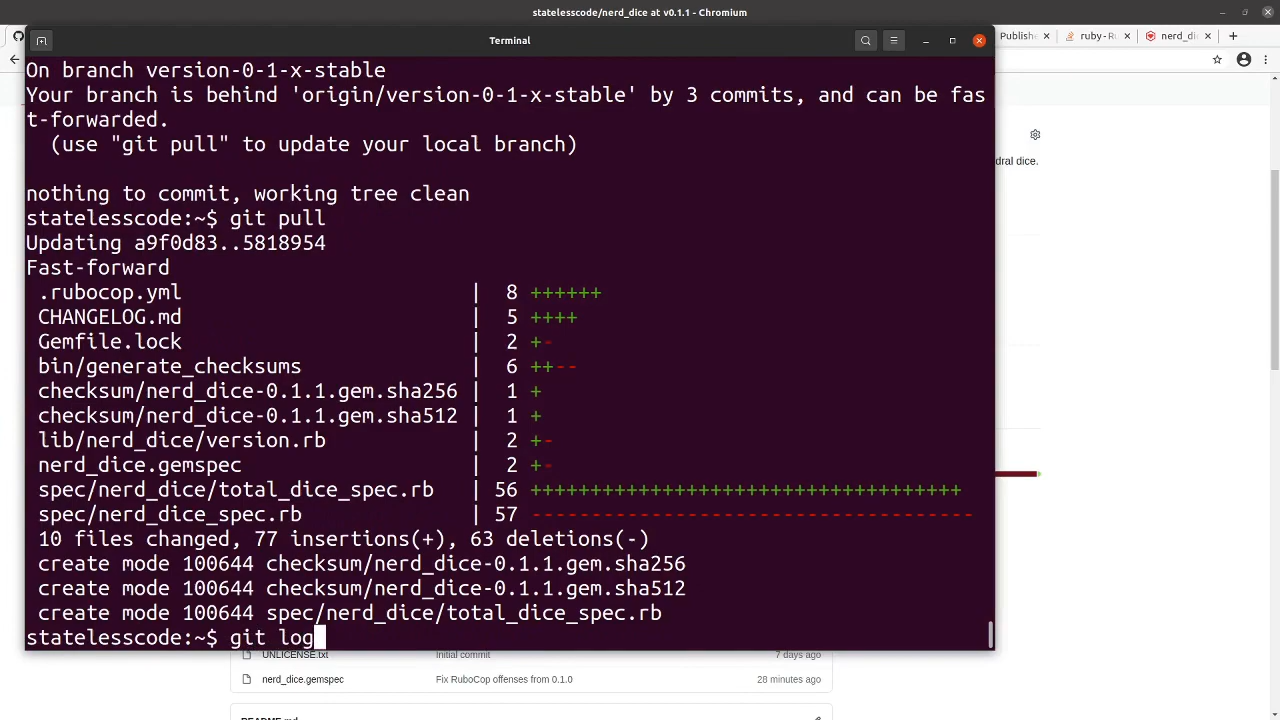 statelesscode/nerd_dice at v0.1.1 - Chromium
Terminal
Published
ruby - Ru
nerd_di
On branch version-0-1-x-stable
Your branch is behind 'origin/version-0-1-x-stable' by 3 commits, and can be fas
t-forwarded.
(use "git pull" to update your local branch)
dral dice.
nothing to commit, working tree clean
statelesscode:~$ git pull
Updating a9f0d83..5818954
Fast-forward
.rubocop.yml | 8 ++++++
CHANGELOG.md | 5 ++++
Gemfile.lock | 2 +-
bin/generate_checksums | 6 ++--
checksum/nerd_dice-0.1.1.gem.sha256 | 1 +
checksum/nerd_dice-0.1.1.gem.sha512 | 1 +
lib/nerd_dice/version.rb | 2 +-
nerd_dice.gemspec | 2 +-
spec/nerd_dice/total_dice_spec.rb | 56 ++++++++++++++++++++++++++++++++++++
spec/nerd_dice_spec.rb | 57 -------------------------------------
10 files changed, 77 insertions(+), 63 deletions(-)
create mode 100644 checksum/nerd_dice-0.1.1.gem.sha256
create mode 100644 checksum/nerd_dice-0.1.1.gem.sha512
create mode 100644 spec/nerd_dice/total_dice_spec.rb
statelesscode:~$ git log
UNLICENSE.txt Initial commit 7 days ago
nerd_dice.gemspec Fix RuboCop offenses from 0.1.0 28 minutes ago
README.md